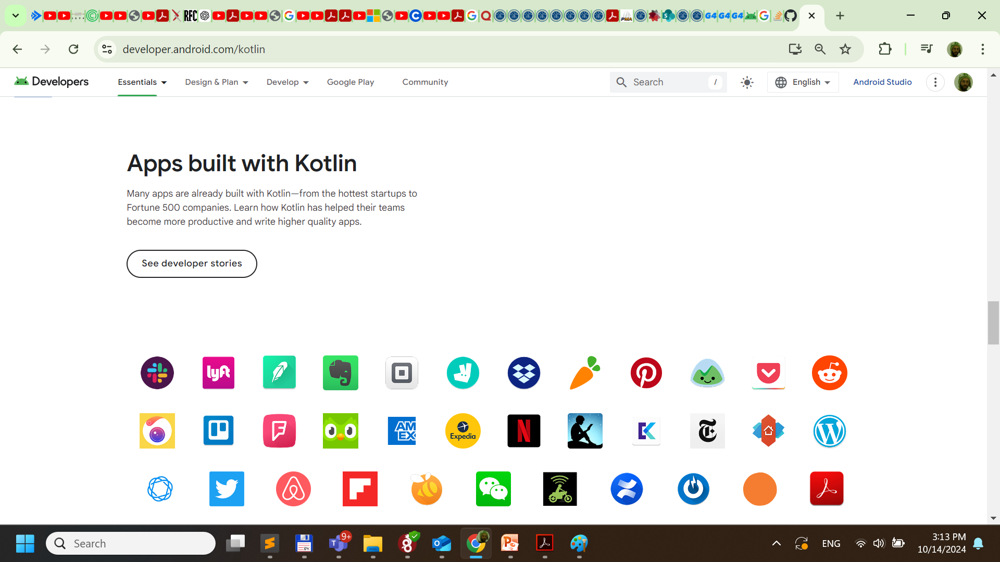 RFC
PMA
G4
G4
G4
developer.android.com/kotlin
Developers
Essentials
Design & Plan
Develop
Google Play
Community
Search
/
English
Android Studio
Apps built with Kotlin
Many apps are already built with Kotlin—from the hottest startups to
Fortune 500 companies. Learn how Kotlin has helped their teams
become more productive and write higher quality apps.
See developer stories
lyft
AM
EX
Expedia
N
Search
9+
64
ENG
3:13 PM
10/14/2024